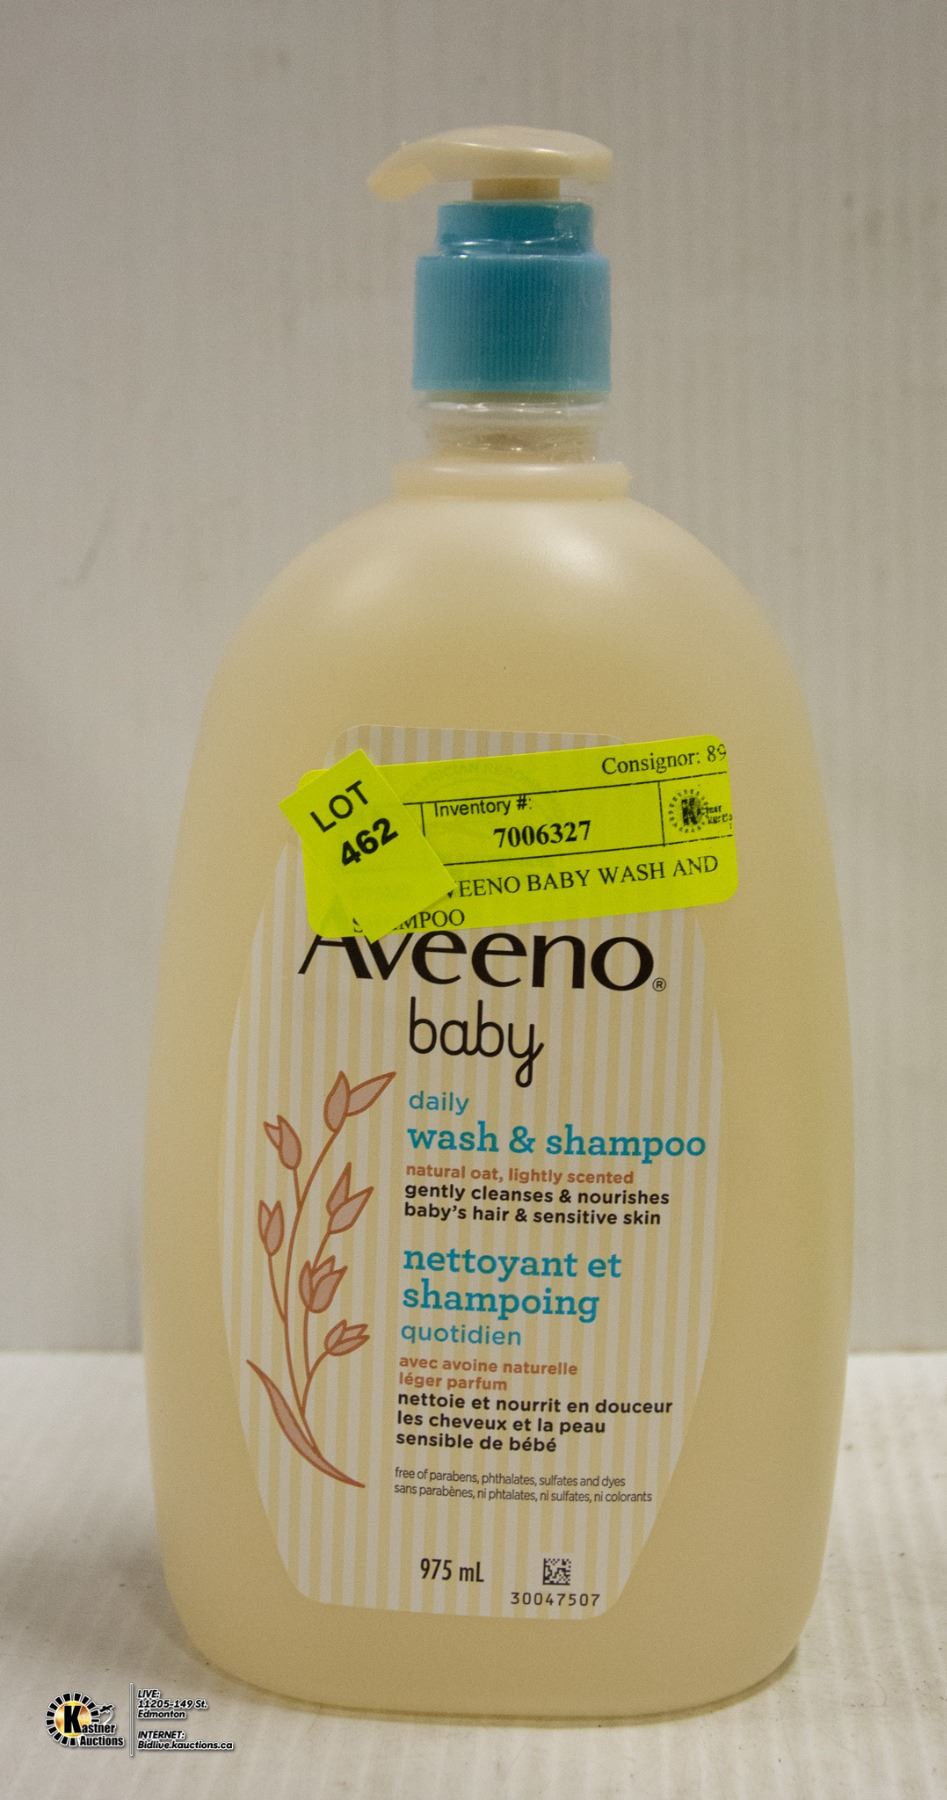 Consignor: 89
LOT
462
Inventory #:
7006327
VEENO BABY WASH AND
MPOO
Aveeno®
baby
daily
wash & shampoo
natural oat, lightly scented
gently cleanses & nourishes
baby's hair & sensitive skin
nettoyant et
shampoing
quotidien
avec avoine naturelle
léger parfum
nettoie et nourrit en douceur
les cheveux et la peau
sensible de bébé
free of parabens, phthalates, sulfates and dyes
sans parabènes, ni phtalates, ni sulfates, ni colorants
975 mL
30047507
Kastner
Auctions
LIVE:
11205-149 St.
Edmonton
INTERNET:
Bidlive.kauctions.ca